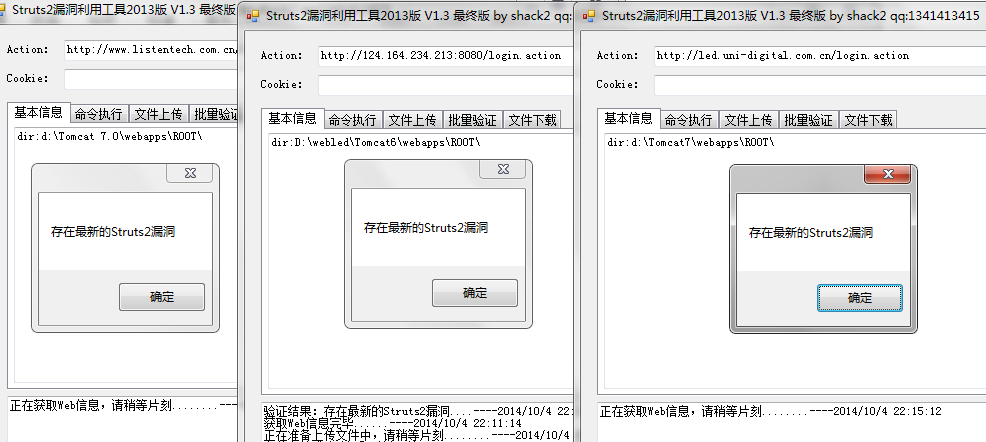 Struts2漏洞利用工具2013版 V1.3 最终版
Action:
http://www.listentech.com.cn/
Cookie:
基本信息
命令执行
文件上传
批量验证
dir:d:\Tomcat 7.0\webapps\ROOT\
存在最新的Struts2漏洞
确定
正在获取Web信息，请稍等片刻........---
Struts2漏洞利用工具2013版 V1.3 最终版 by shack2 qq:
Action:
http://124.164.234.213:8080/login.action
Cookie:
基本信息
命令执行
文件上传
批量验证
文件下载
dir:D:\webled\Tomcat6\webapps\ROOT\
存在最新的Struts2漏洞
确定
验证结果：存在最新的Struts2漏洞....----2014/10/4 22:
获取Web信息完毕......----2014/10/4 22:11:14
正在准备上传文件中，请稍等片刻........----2014/10/4
Struts2漏洞利用工具2013版 V1.3 最终版 by shack2 qq:1341413415
Action:
http://led.uni-digital.com.cn/login.action
Cookie:
基本信息
命令执行
文件上传
批量验证
文件下载
dir:d:\Tomcat7\webapps\ROOT\
存在最新的Struts2漏洞
确定
正在获取Web信息，请稍等片刻........----2014/10/4 22:15:12